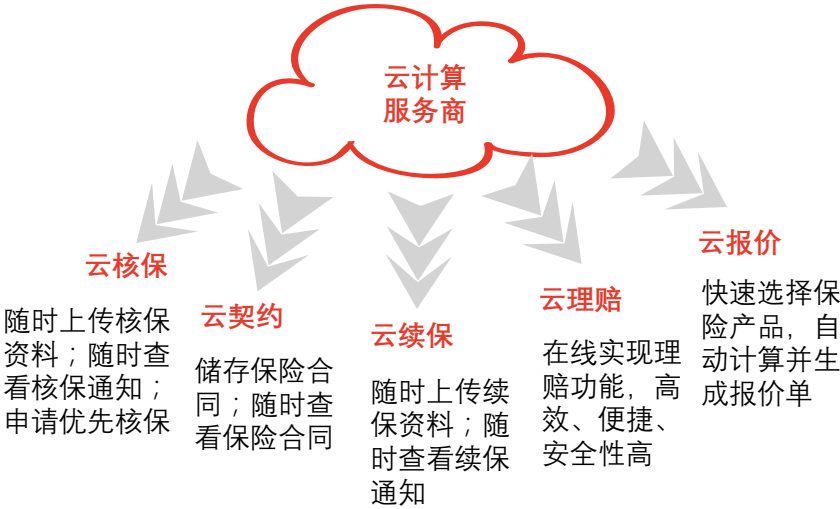 云计算
服务商
云核保
随时上传核保
资料；随时查
看核保通知；
申请优先核保
云契约
储存保险合
同；随时查
看保险合同
云续保
随时上传续
保资料；随
时查看续保
通知
云理赔
在线实现理
赔功能，高
效、便捷、
安全性高
云报价
快速选择保
险产品，自
动计算并生
成报价单